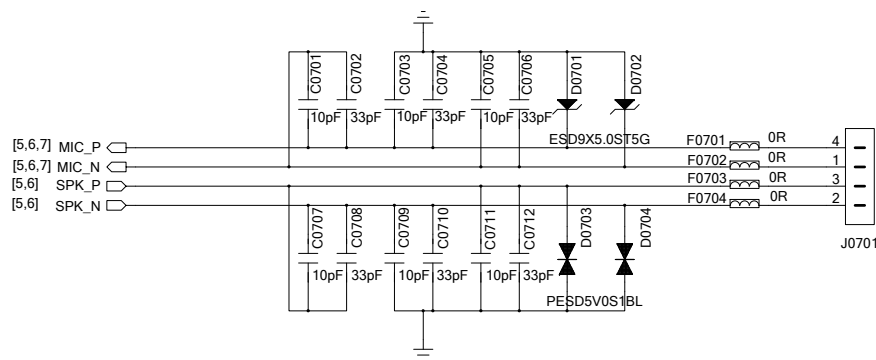 C0701
C0702
C0703
C0704
C0705
C0706
D0701
D0702
10pF
33pF
10pF
33pF
10pF
33pF
ESD9X5.0ST5G
[5,6,7] MIC_P
F0701 0R 4
[5,6,7] MIC_N
F0702 0R 1
[5,6] SPK_P
F0703 0R 3
[5,6] SPK_N
F0704 0R 2
J0701
C0707
C0708
C0709
C0710
C0711
C0712
D0703
D0704
10pF
33pF
10pF
33pF
10pF
33pF
PESD5V0S1BL